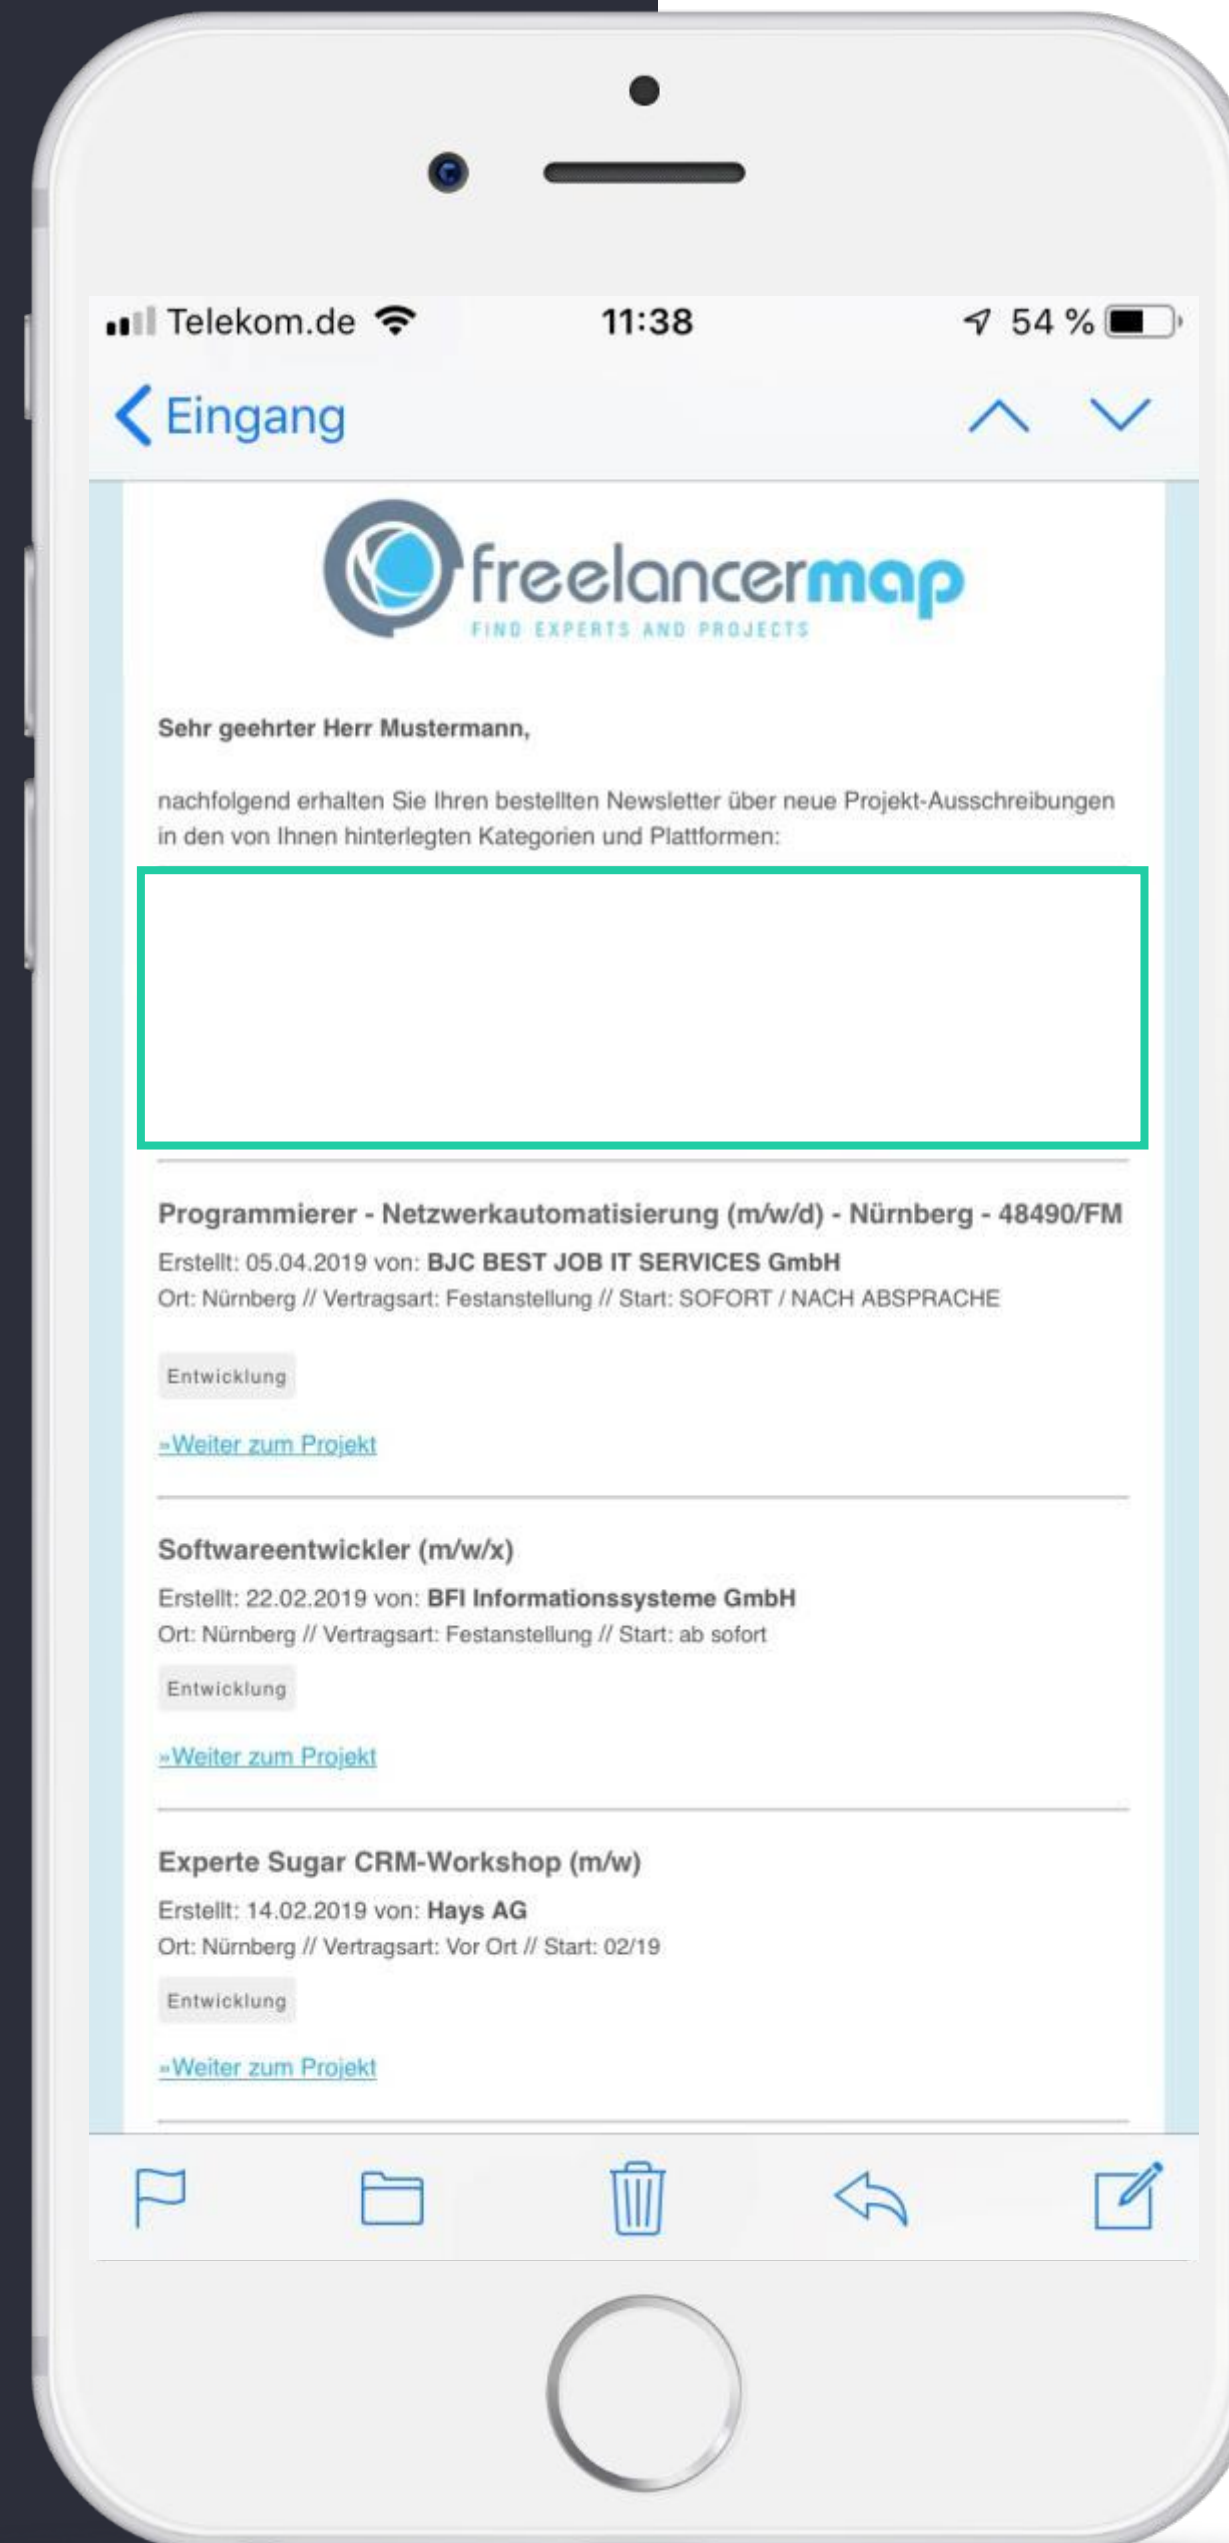 Telekom.de 11:38 54 %
Eingang
freelancermap
FIND EXPERTS AND PROJECTS
Sehr geehrter Herr Mustermann,
nachfolgend erhalten Sie Ihren bestellten Newsletter über neue Projekt-Ausschreibungen
in den von Ihnen hinterlegten Kategorien und Plattformen:
Programmierer - Netzwerkautomatisierung (m/w/d) - Nürnberg - 48490/FM
Erstellt: 05.04.2019 von: BJC BEST JOB IT SERVICES GmbH
Ort: Nürnberg // Vertragsart: Festanstellung // Start: SOFORT / NACH ABSPRACHE
Entwicklung
»Weiter zum Projekt
Softwareentwickler (m/w/x)
Erstellt: 22.02.2019 von: BFI Informationssysteme GmbH
Ort: Nürnberg // Vertragsart: Festanstellung // Start: ab sofort
Entwicklung
»Weiter zum Projekt
Experte Sugar CRM-Workshop (m/w)
Erstellt: 14.02.2019 von: Hays AG
Ort: Nürnberg // Vertragsart: Vor Ort // Start: 02/19
Entwicklung
»Weiter zum Projekt